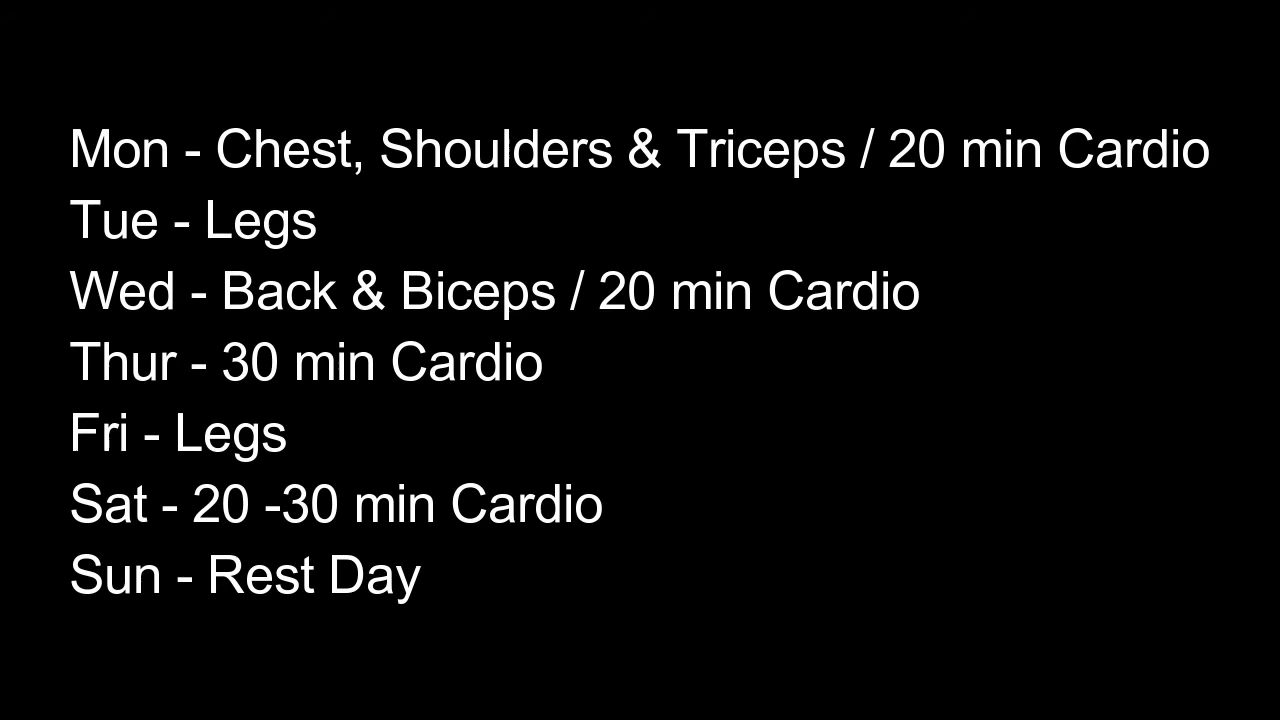 Mon - Chest, Shoulders & Triceps / 20 min Cardio
Tue - Legs
Wed - Back & Biceps / 20 min Cardio
Thur - 30 min Cardio
Fri - Legs
Sat - 20 -30 min Cardio
Sun - Rest Day